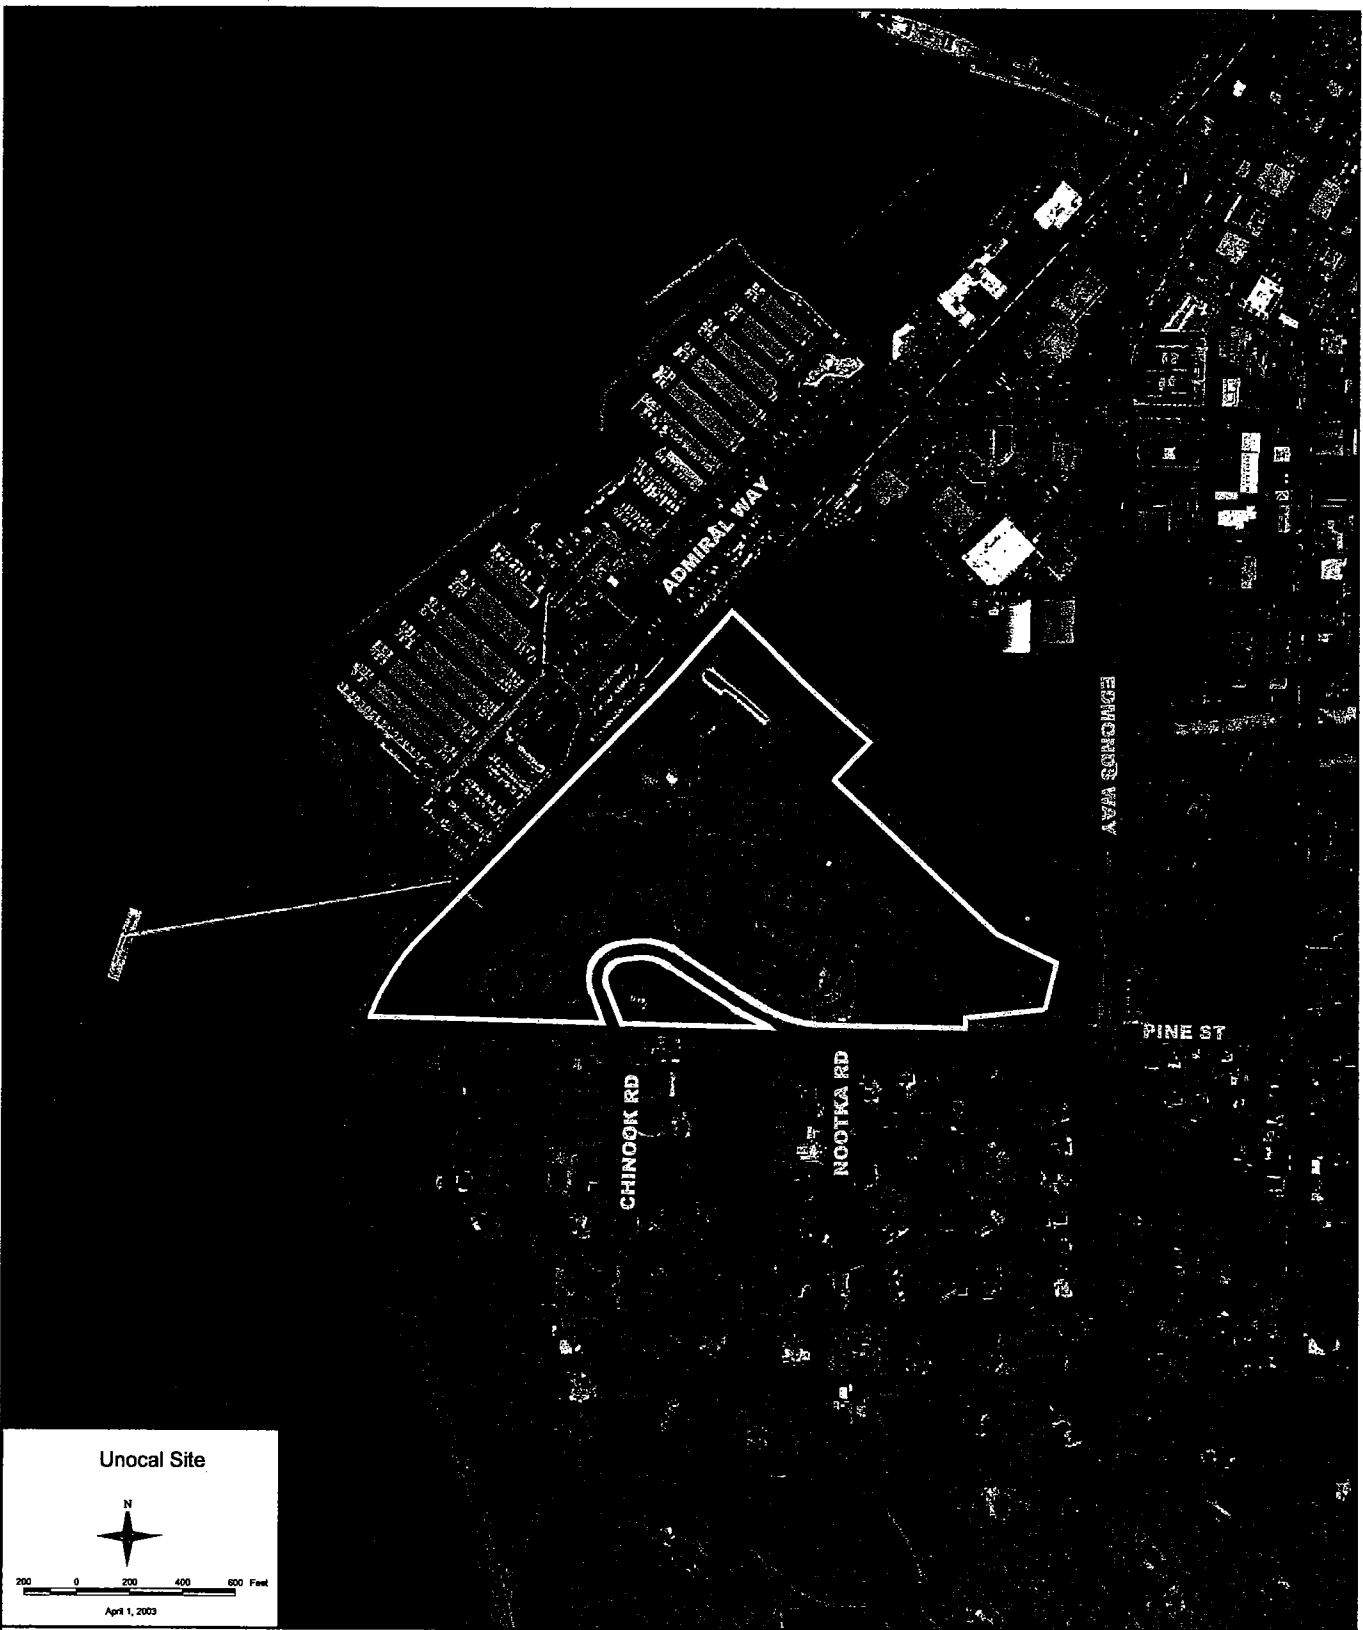 ADMIRAL WAY
EDMONDS WAY
PINE ST
CHINOOK RD
NOOTKA RD
Unocal Site
N
200 0 200 400 600 Feet
April 1, 2003